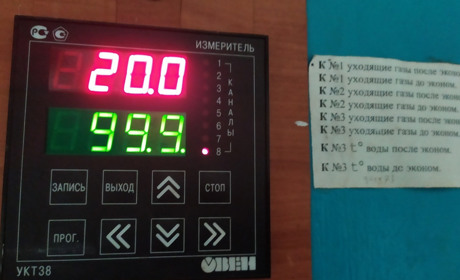 РС
ИЗМЕРИТЕЛЬ
20.0
99.9.
1
2
3
4
5
6
7
8
КАНАЛЫ
ЗАПИСЬ ВЫХОД СТОП
ПРОГ.
УКТ38
ОВЕН
К №1 уходящие газы после эконом.
К №1 уходящие газы до эконом.
К №2 уходящие газы после эконом.
К №2 уходящие газы до эконом.
К №3 уходящие газы после эконом.
К №3 уходящие газы до эконом.
К №3 t° воды после эконом.
К №3 t° воды до эконом.